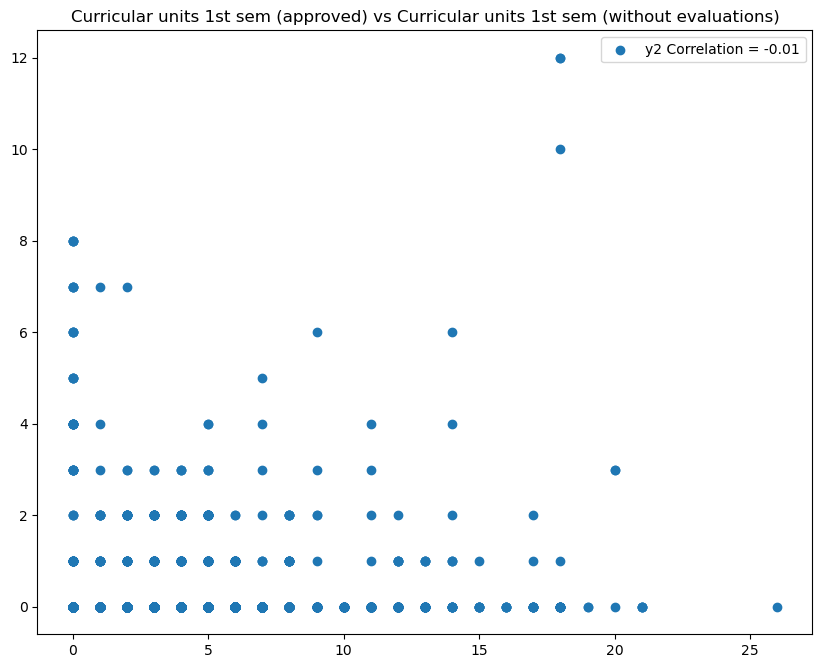 Curricular units 1st sem (approved) vs Curricular units 1st sem (without evaluations)
y2 Correlation = -0.01
12
10
8
6
4
2
0
0 5 10 15 20 25